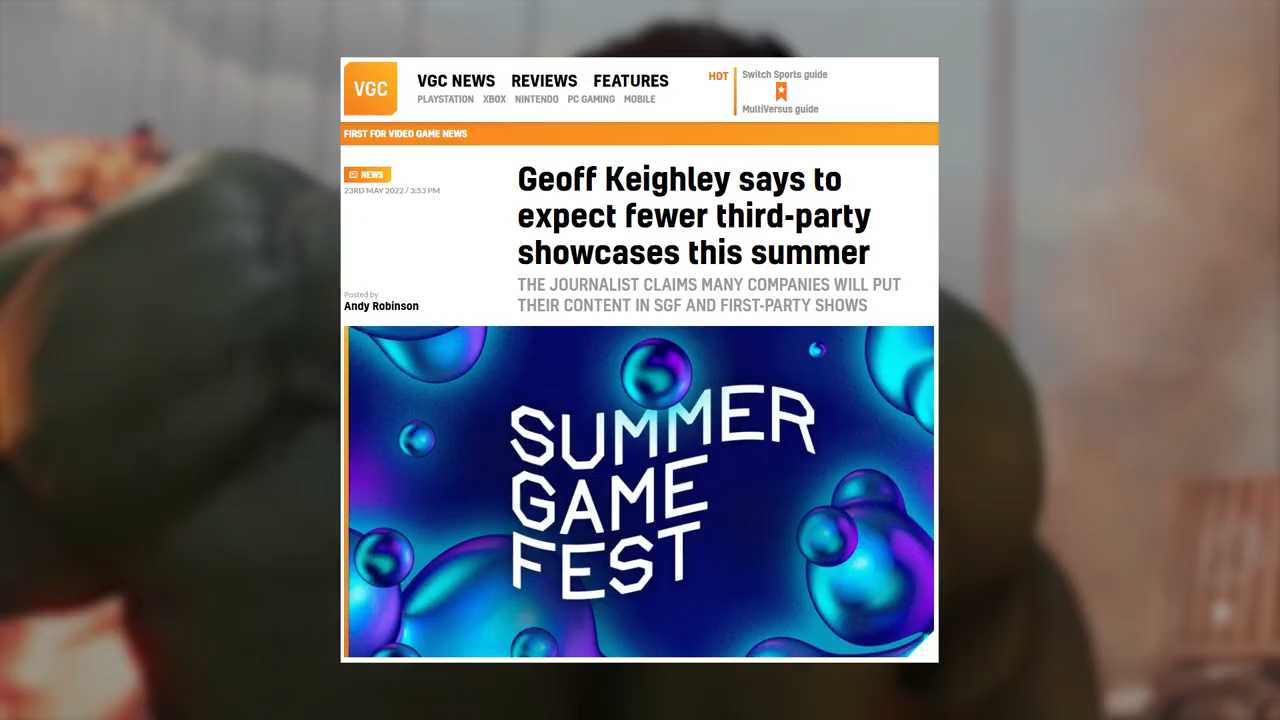 VGC
VGC NEWS REVIEWS FEATURES
PLAYSTATION XBOX NINTENDO PC GAMING MOBILE
HOT
Switch Sports guide
MultiVersus guide
FIRST FOR VIDEO GAME NEWS
NEWS
23RD MAY 2022 / 3:53 PM
Posted by
Andy Robinson
Geoff Keighley says to
expect fewer third-party
showcases this summer
THE JOURNALIST CLAIMS MANY COMPANIES WILL PUT
THEIR CONTENT IN SGF AND FIRST-PARTY SHOWS
SUMMER
GAME
FEST